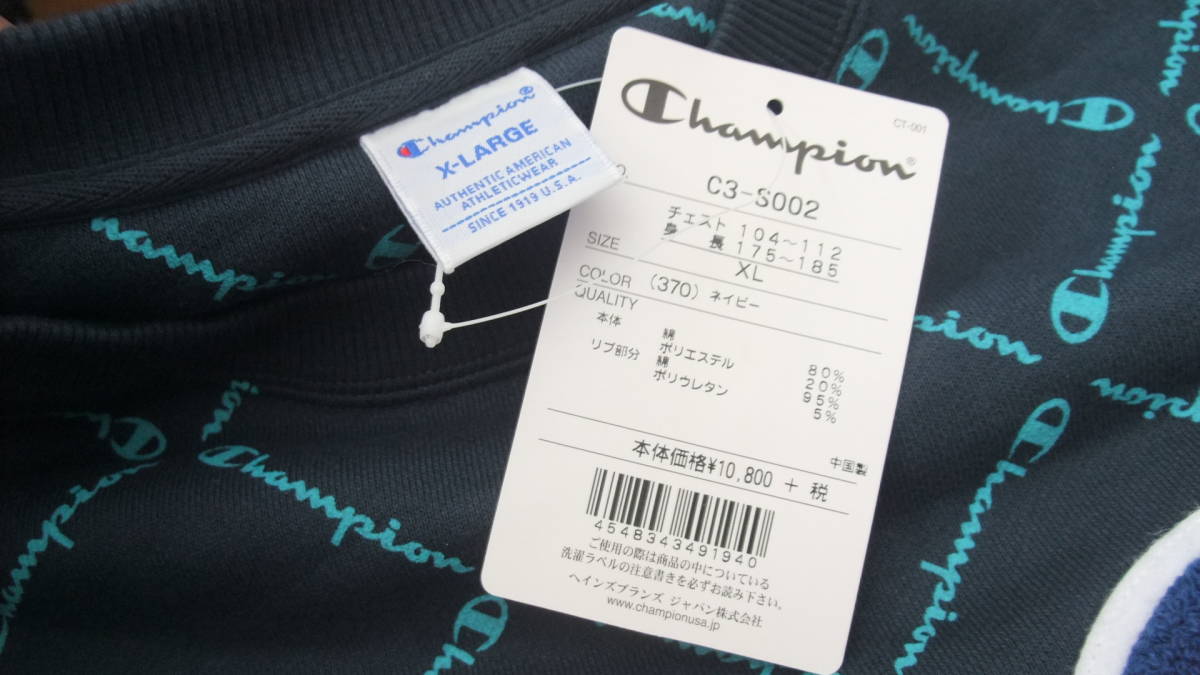 Champion®
X-LARGE
AUTHENTIC AMERICAN
ATHLETICWEAR
SINCE 1919 U.S.A.
CT-001
Champion®
C3-S002
チェスト 104～112
身長 175～185
SIZE XL
COLOR (370) ネイビー
QUALITY
本体 綿 80%
ポリエステル 20%
リブ部分 綿 95%
ポリウレタン 5%
中国製
本体価格¥10,800 + 税
4548343491940
ご使用の際は商品の中についている
洗濯ラベルの注意書きを必ずお読み下さい。
ヘインズブランズ ジャパン株式会社
www.championusa.jp
Champion
Champion
Champion
Champion
Champion